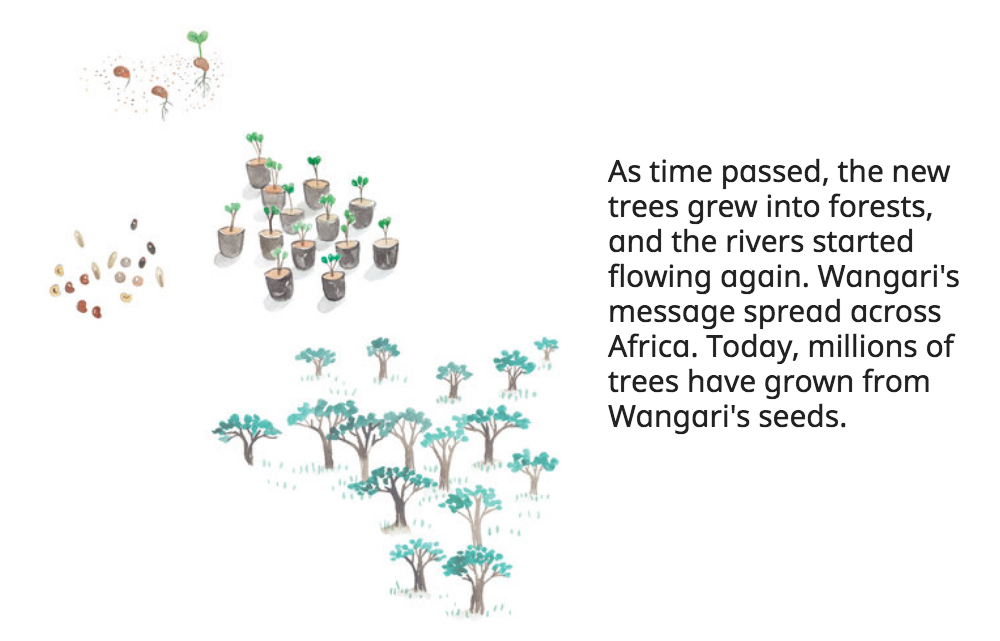 As time passed, the new
trees grew into forests,
and the rivers started
flowing again. Wangari's
message spread across
Africa. Today, millions of
trees have grown from
Wangari's seeds.